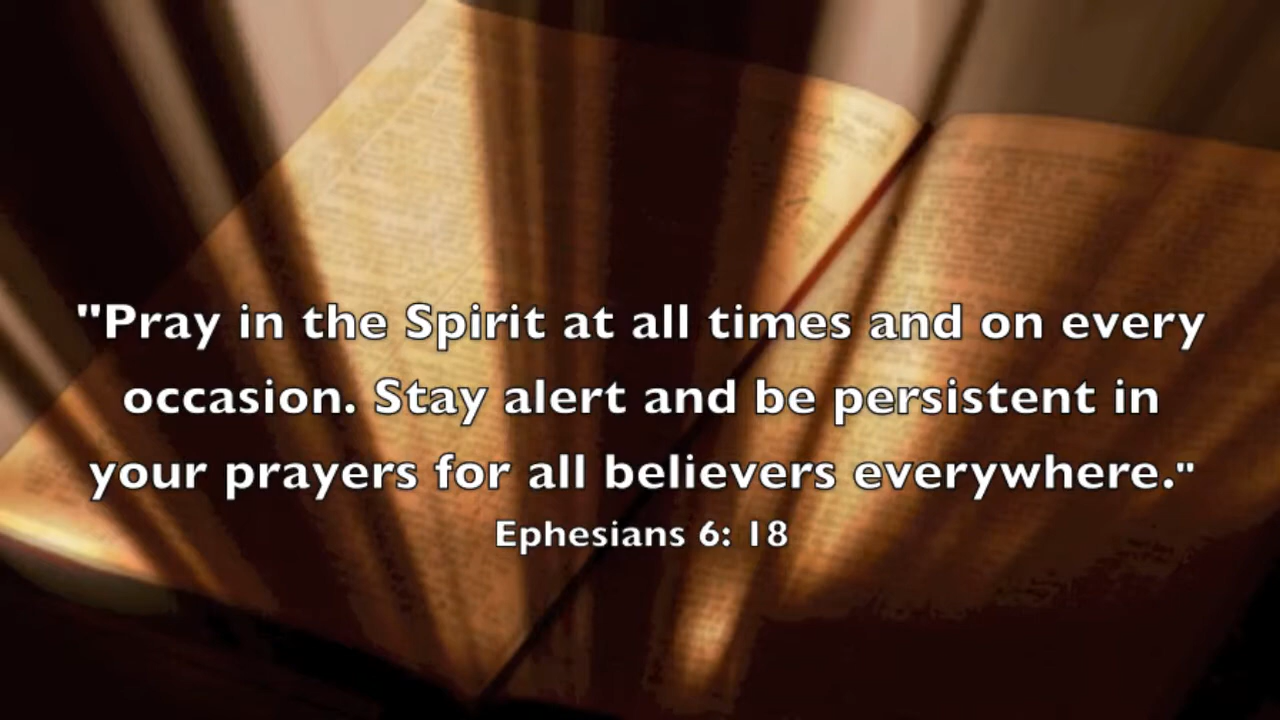 "Pray in the Spirit at all times and on every
occasion. Stay alert and be persistent in
your prayers for all believers everywhere."
Ephesians 6: 18